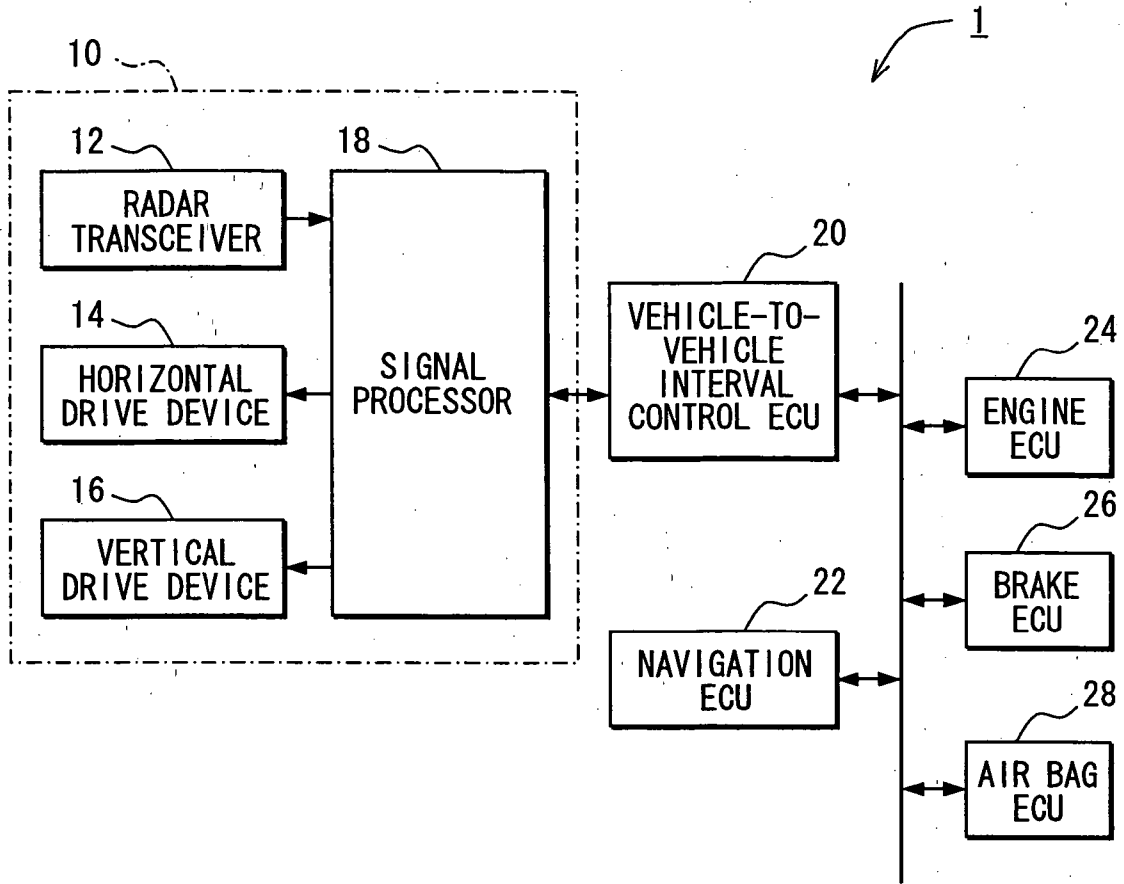 1
10
12
RADAR
TRANSCEIVER
18
SIGNAL
PROCESSOR
14
HORIZONTAL
DRIVE DEVICE
16
VERTICAL
DRIVE DEVICE
20
VEHICLE-TO-
VEHICLE
INTERVAL
CONTROL ECU
22
NAVIGATION
ECU
24
ENGINE
ECU
26
BRAKE
ECU
28
AIR BAG
ECU